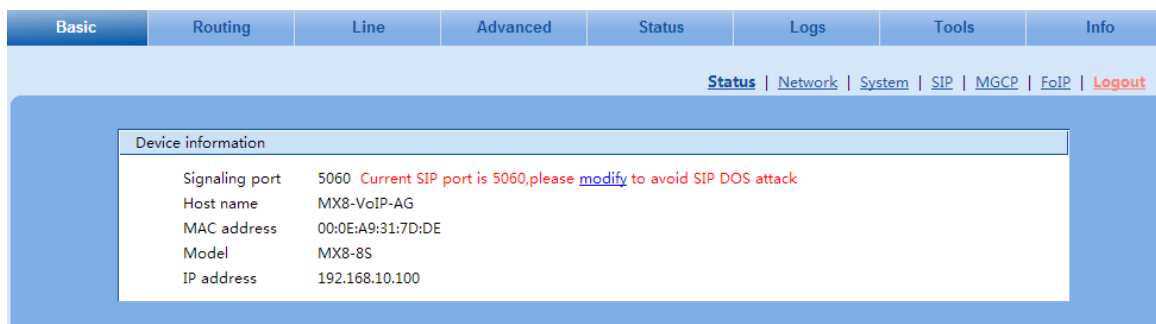 Basic Routing Line Advanced Status Logs Tools Info
Status | Network | System | SIP | MGCP | FoIP | Logout
Device information
Signaling port 5060 Current SIP port is 5060,please modify to avoid SIP DOS attack
Host name MX8-VoIP-AG
MAC address 00:0E:A9:31:7D:DE
Model MX8-8S
IP address 192.168.10.100